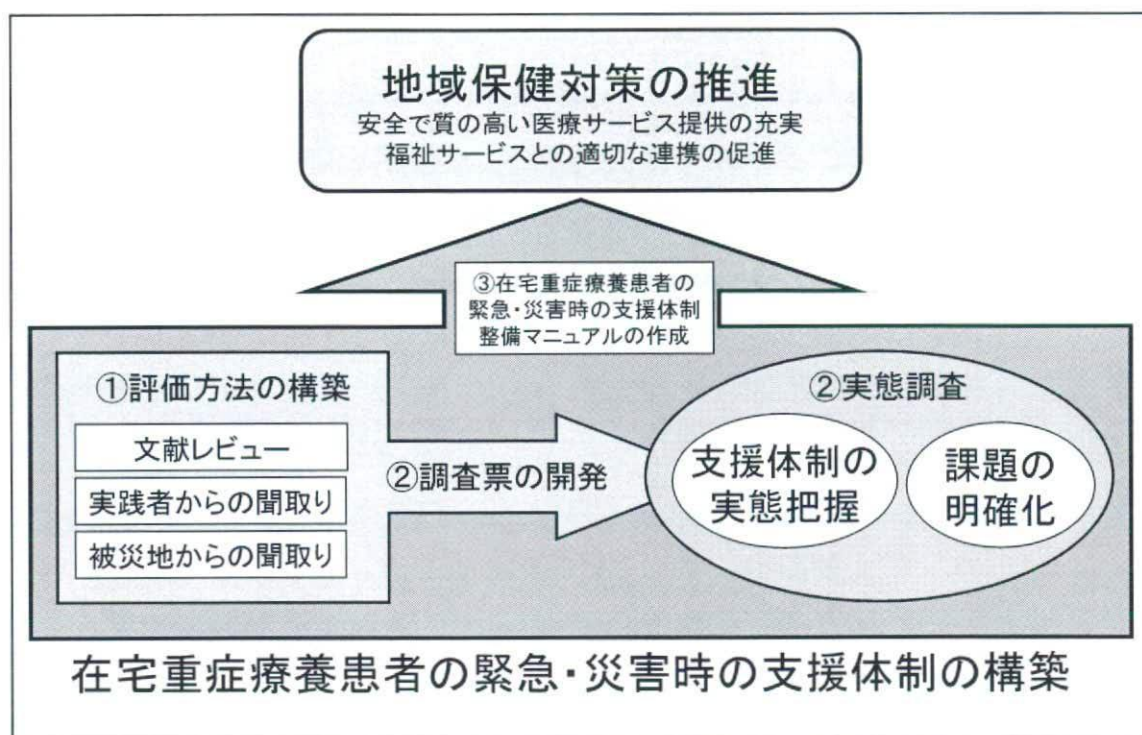 地域保健対策の推進
安全で質の高い医療サービス提供の充実
福祉サービスとの適切な連携の促進
③在宅重症療養患者の
緊急・災害時の支援体制
整備マニュアルの作成
①評価方法の構築
文献レビュー
実践者からの聞取り
被災地からの聞取り
②調査票の開発
②実態調査
支援体制の
実態把握
課題の
明確化
在宅重症療養患者の緊急・災害時の支援体制の構築